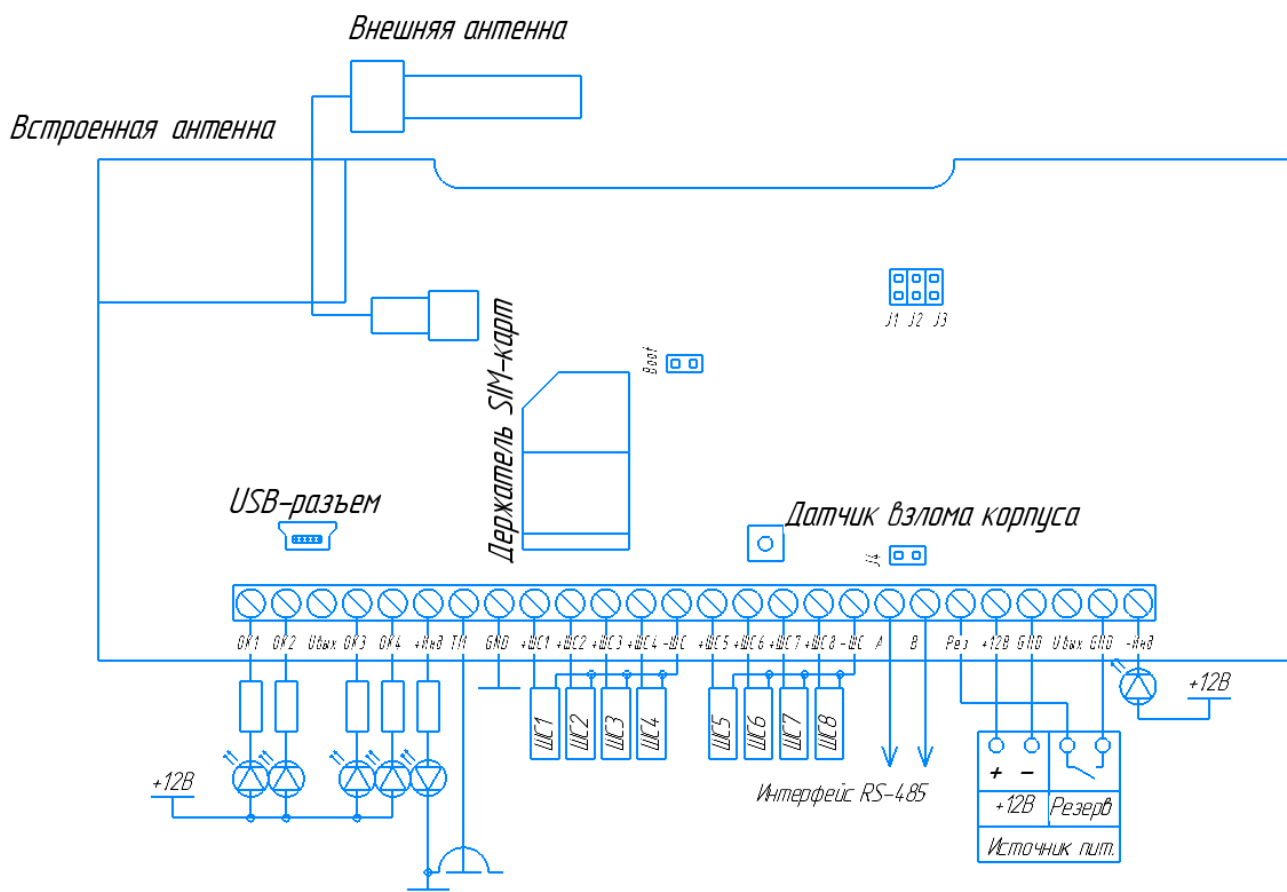 Внешняя антенна
Встроенная антенна
J1 J2 J3
Boot
Держатель SIM-карт
USB-разъем
Датчик взлома корпуса
J4
ОК1 ОК2 Uвых ОК3 ОК4 +Инд ТМ GND +ШС1 +ШС2 +ШС3 +ШС4 -ШС +ШС5 +ШС6 +ШС7 +ШС8 -ШС А В Рез +12В GND Uвых GND -Инд
+12В
ШС1 ШС2 ШС3 ШС4 ШС5 ШС6 ШС7 ШС8
+12В
+ -
Интерфейс RS-485
+12В Резерв
Источник пит.